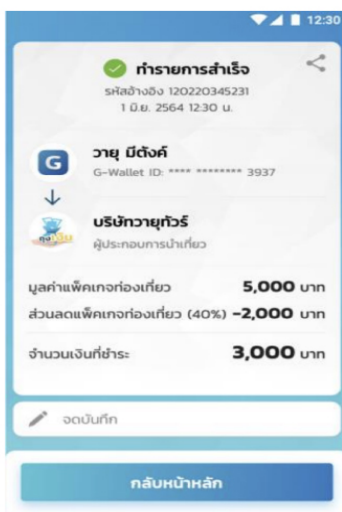 12:30
ทำรายการสำเร็จ
รหัสอ้างอิง 120220345231
1 มิ.ย. 2564 12:30 น.
G
วายุ มีตังค์
G-Wallet ID: **** ******** 3937
บริษัทวายุทัวร์
ผู้ประกอบการนำเที่ยว
มูลค่าแพ็คเกจท่องเที่ยว 5,000 บาท
ส่วนลดแพ็คเกจท่องเที่ยว (40%) -2,000 บาท
จำนวนเงินที่ชำระ 3,000 บาท
จดบันทึก
กลับหน้าหลัก